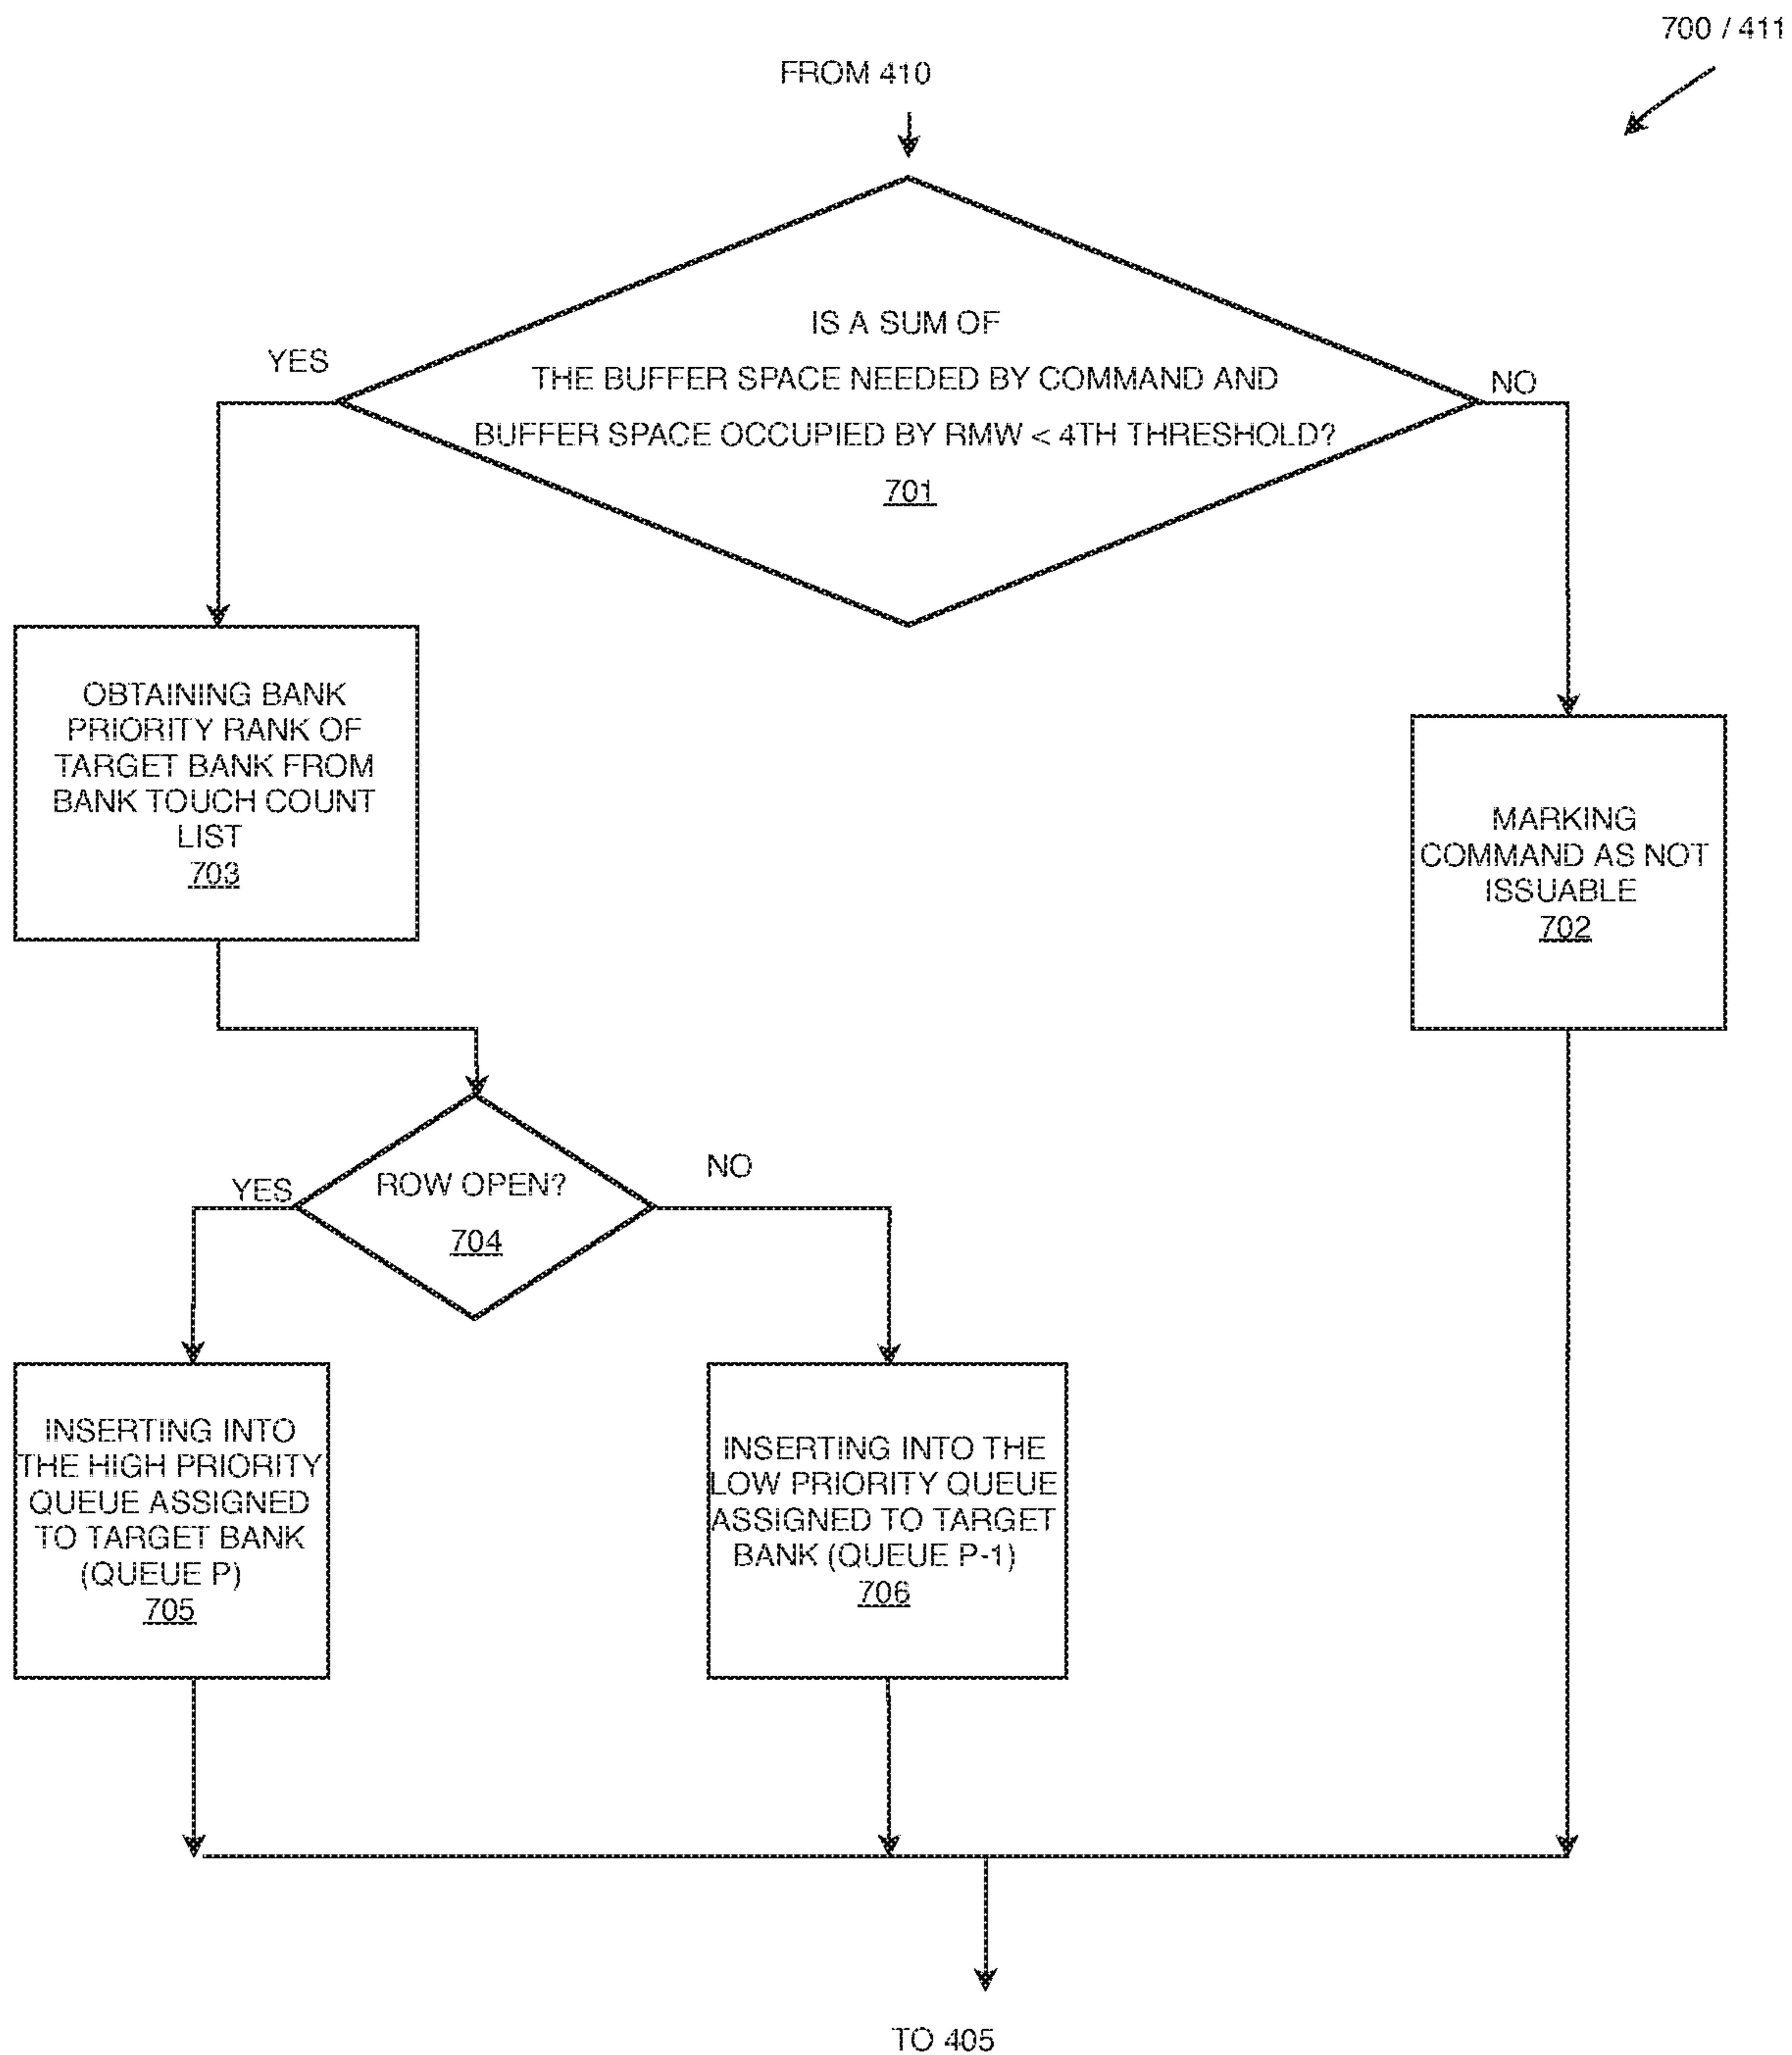 700 / 411
FROM 410
IS A SUM OF
THE BUFFER SPACE NEEDED BY COMMAND AND
BUFFER SPACE OCCUPIED BY RMW < 4TH THRESHOLD?
701
YES
NO
OBTAINING BANK
PRIORITY RANK OF
TARGET BANK FROM
BANK TOUCH COUNT
LIST
703
MARKING
COMMAND AS NOT
ISSUABLE
702
ROW OPEN?
704
YES
NO
INSERTING INTO
THE HIGH PRIORITY
QUEUE ASSIGNED
TO TARGET BANK
(QUEUE P)
705
INSERTING INTO THE
LOW PRIORITY QUEUE
ASSIGNED TO TARGET
BANK (QUEUE P-1)
706
TO 405